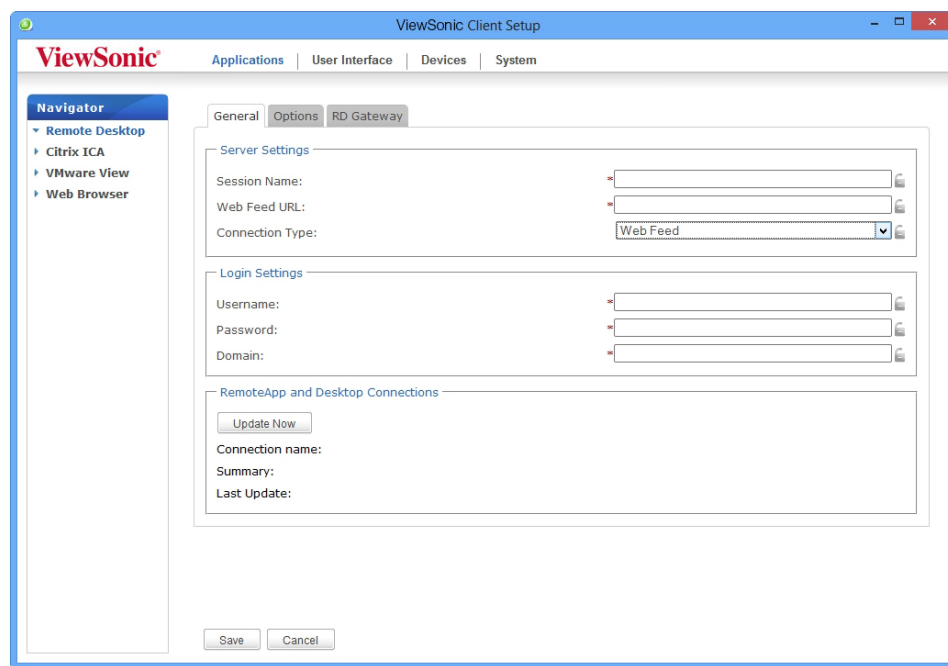 ViewSonic Client Setup
ViewSonic®
Applications | User Interface | Devices | System
Navigator
Remote Desktop
Citrix ICA
VMware View
Web Browser
General Options RD Gateway
Server Settings
Session Name: *
Web Feed URL: *
Connection Type: Web Feed
Login Settings
Username: *
Password: *
Domain: *
RemoteApp and Desktop Connections
Update Now
Connection name:
Summary:
Last Update:
Save Cancel